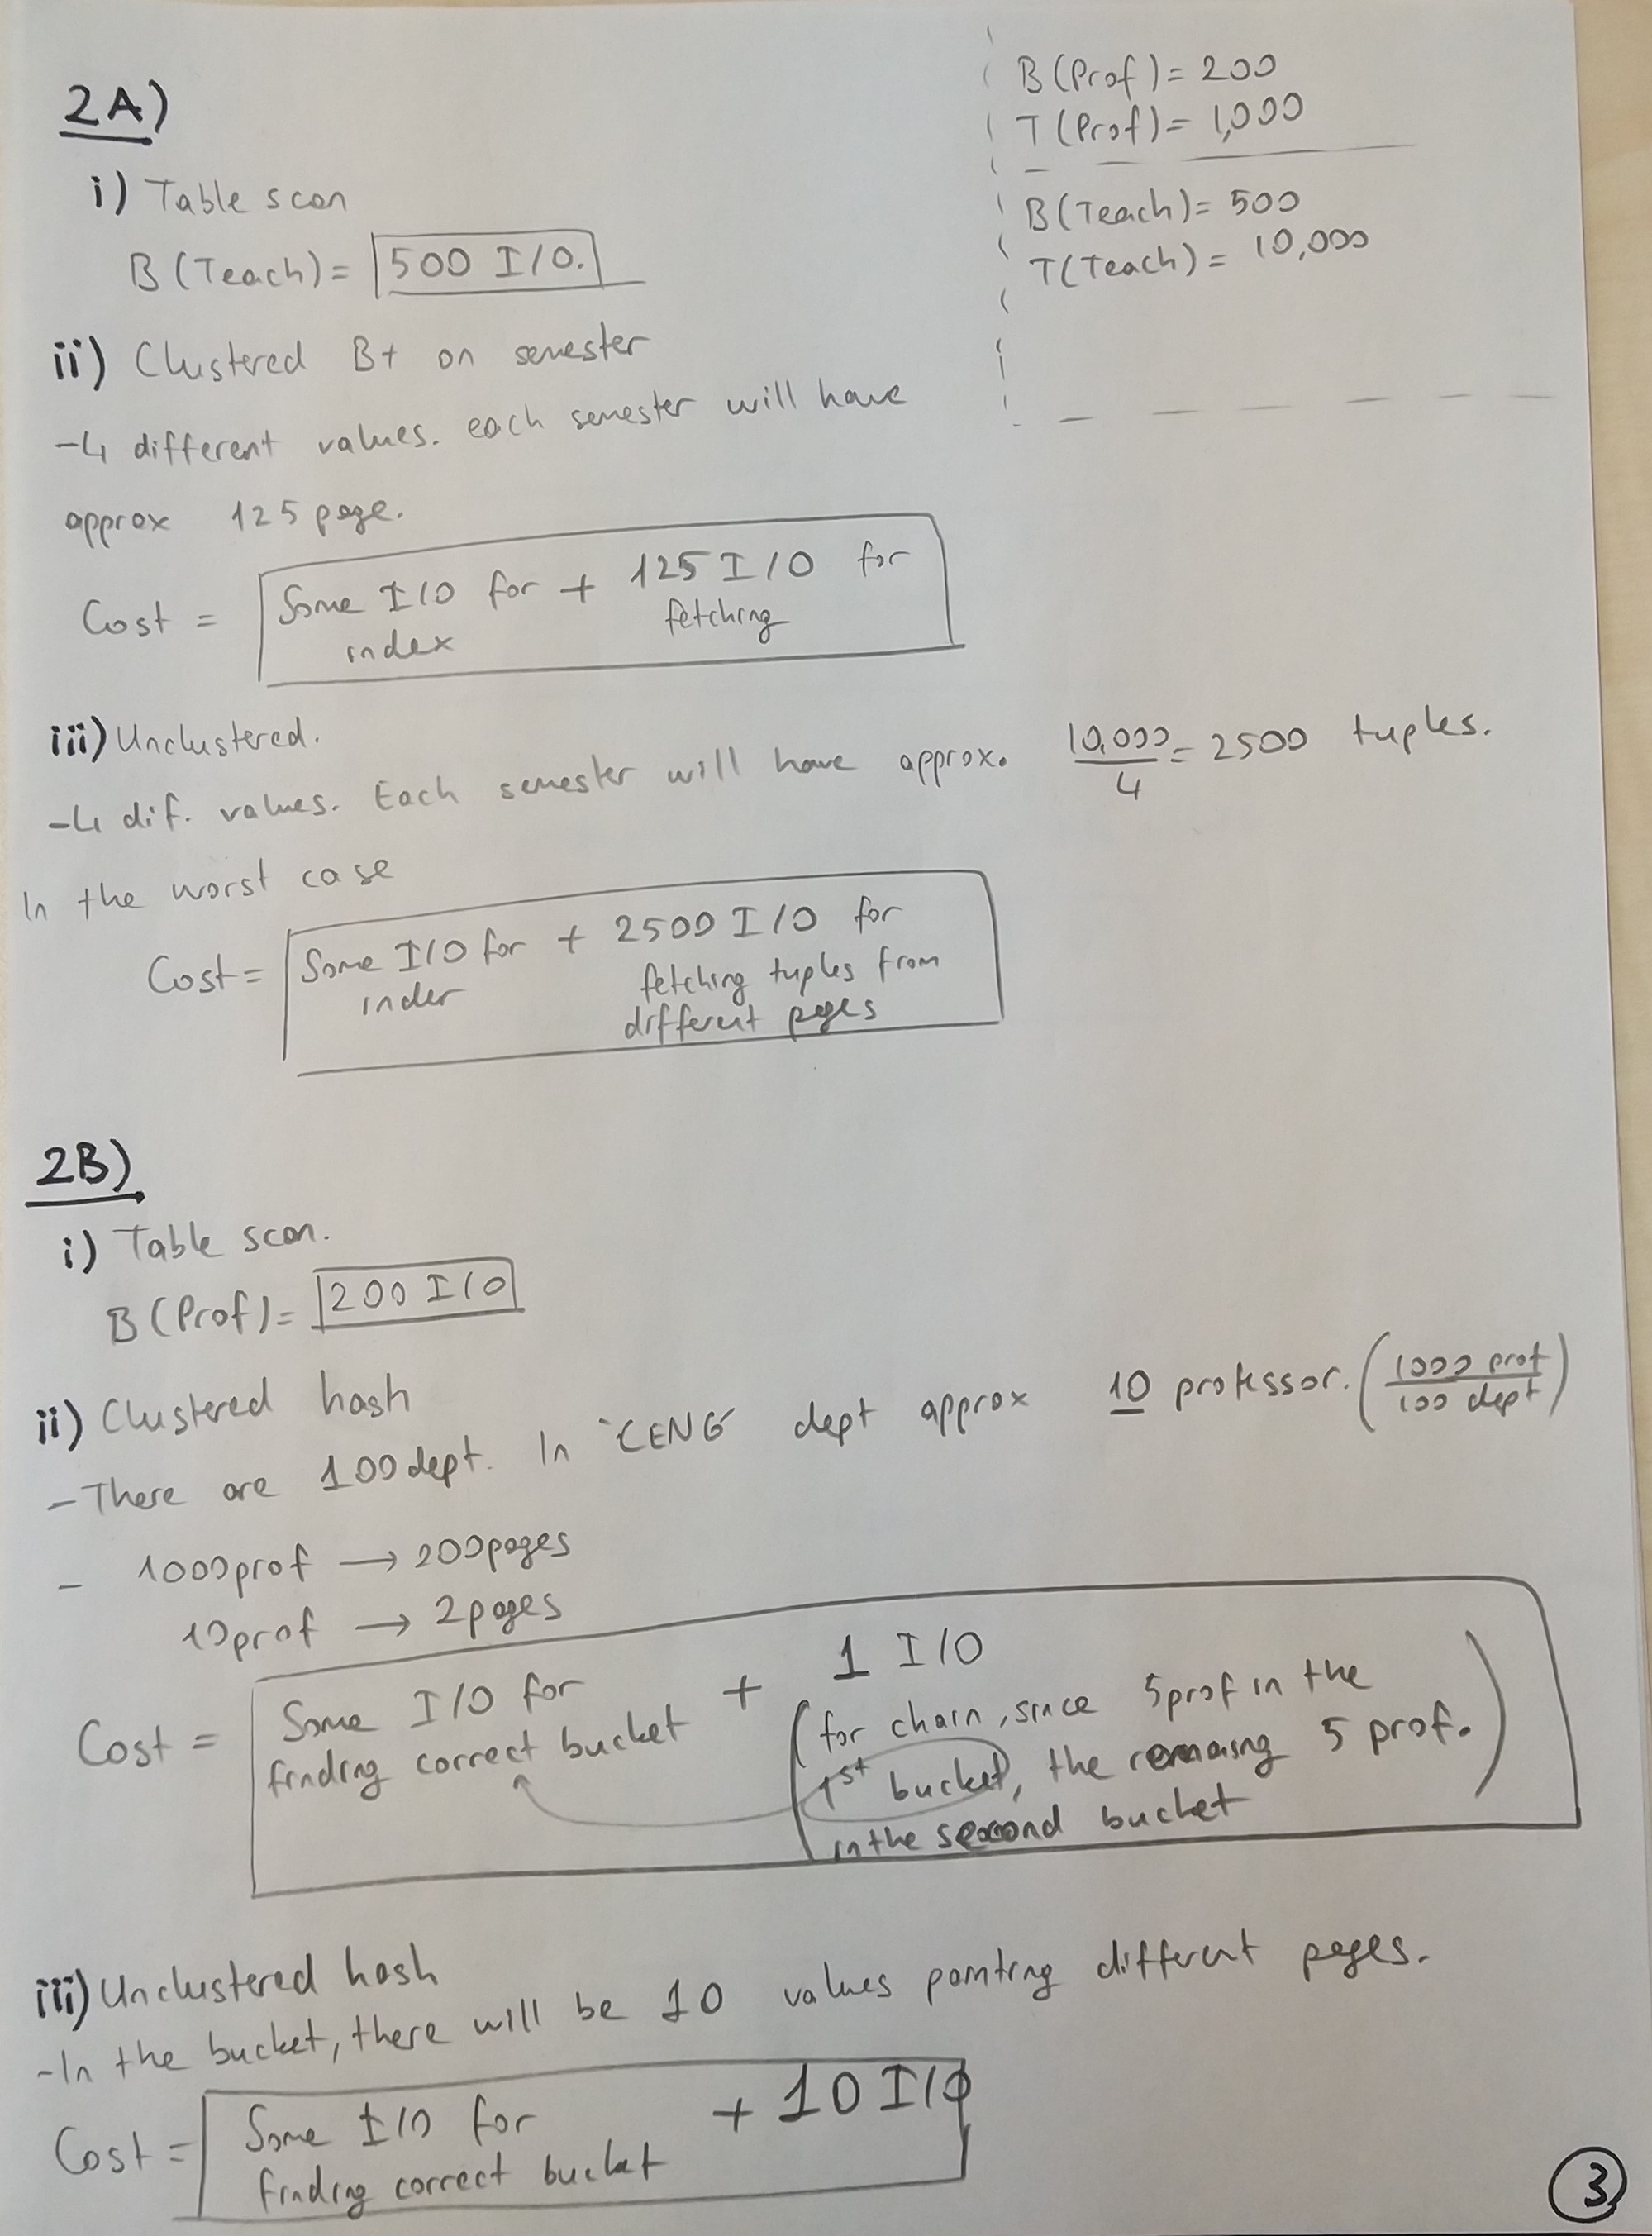 B(Prof) = 200
T(Prof) = 1,000
B(Teach) = 500
T(Teach) = 10,000
2A)
i) Table scan
B(Teach) = 500 I/O.
ii) Clustered B+ on semester
-4 different values. each semester will have
approx 125 page.
Cost = Some I/O for + 125 I/O for
index fetching
iii) Unclustered.
-4 dif. values. Each semester will have approx. 10,000/4 = 2500 tuples.
In the worst case
Cost = Some I/O for + 2500 I/O for
index fetching tuples from
different pages
2B)
i) Table scan.
B(Prof) = 200 I/O
ii) Clustered hash
- There are 100 dept. In "CENG" dept approx 10 professor. (1000 prof / 100 dept)
- 1000 prof → 200 pages
10 prof → 2 pages
Cost = Some I/O for + 1 I/O
finding correct bucket (for chain, since 5 prof in the
1st bucket, the remaing 5 prof.
in the second bucket)
iii) Unclustered hash
- In the bucket, there will be 10 values pointing different pages.
Cost = Some I/O for + 10 I/O
finding correct bucket
3